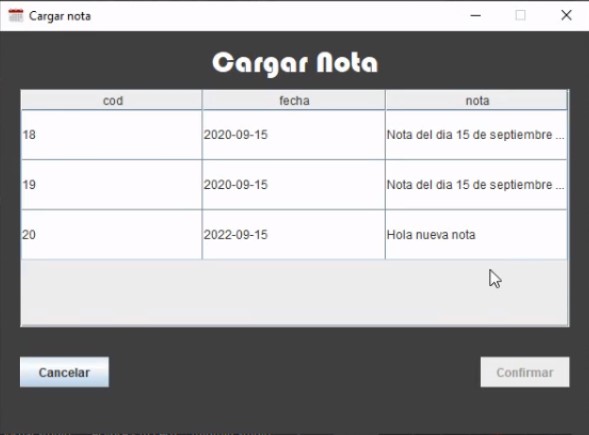 Cargar nota
Cargar Nota
cod fecha nota
18 2020-09-15 Nota del dia 15 de septiembre ...
19 2020-09-15 Nota del dia 15 de septiembre ...
20 2022-09-15 Hola nueva nota
Cancelar Confirmar